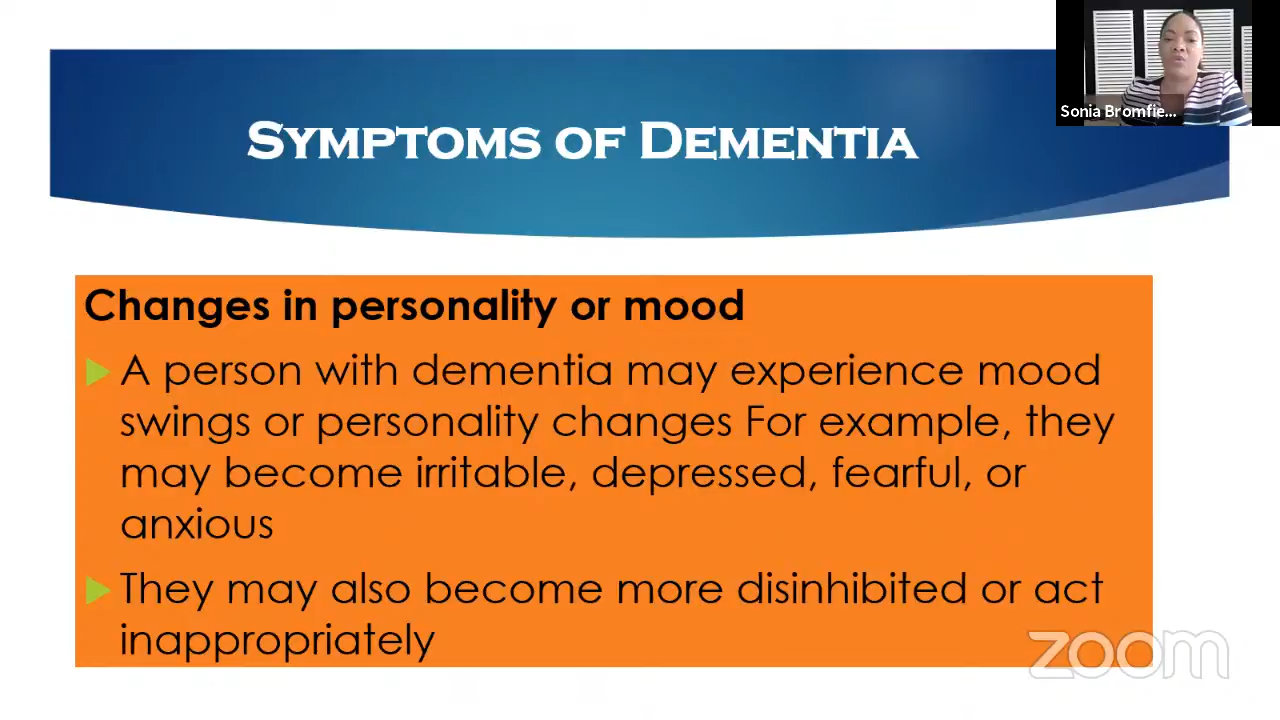 Sonia Bromfie...
SYMPTOMS OF DEMENTIA
Changes in personality or mood
A person with dementia may experience mood
swings or personality changes For example, they
may become irritable, depressed, fearful, or
anxious
They may also become more disinhibited or act
inappropriately
zoom